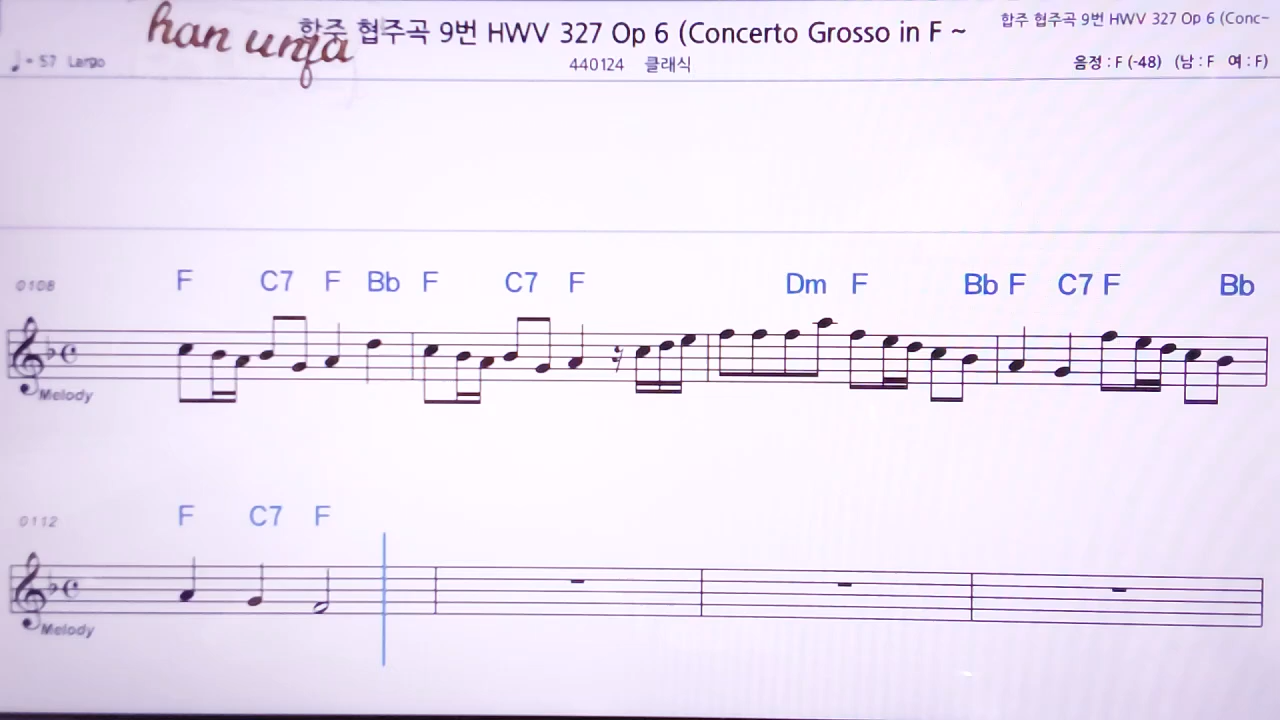 han unja
합주 협주곡 9번 HWV 327 Op 6 (Concerto Grosso in F ~
합주 협주곡 9번 HWV 327 Op 6 (Conc~
♩ = 57 Largo
440124 클래식
음정 : F (-48) (남 : F 여 : F)
0108 F C7 F Bb F C7 F Dm F Bb F C7 F Bb
Melody
0112 F C7 F
Melody